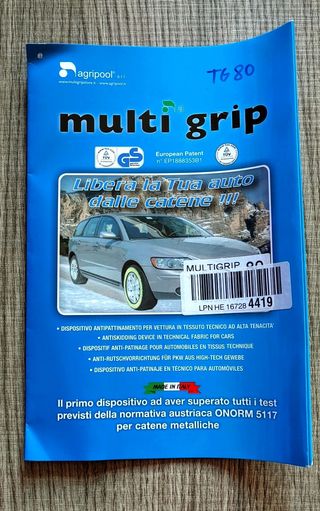 agripool s.r.l.
TG 80
multi grip
European Patent
n° EP1886353B1
GS
TÜV
Libera la Tua auto
dalle catene !!!
MULTIGRIP 80
LPN HE 16728 4419
• DISPOSITIVO ANTIPATTINAMENTO PER VETTURA IN TESSUTO TECNICO AD ALTA TENACITA'
• ANTISKIDDING DEVICE IN TECHNICAL FABRIC FOR CARS
• DISPOSITIF ANTI-PATINAGE POUR AUTOMOBILES EN TISSUS TECHNIQUE
• ANTI-RUTSCHVORRICHTUNG FÜR PKW AUS HIGH-TECH GEWEBE
• DISPOSITIVO ANTI-PATINAJE EN TÉCNICO PARA AUTOMÓVILES
MADE IN ITALY
Il primo dispositivo ad aver superato tutti i test
previsti della normativa austriaca ONORM 5117
per catene metalliche